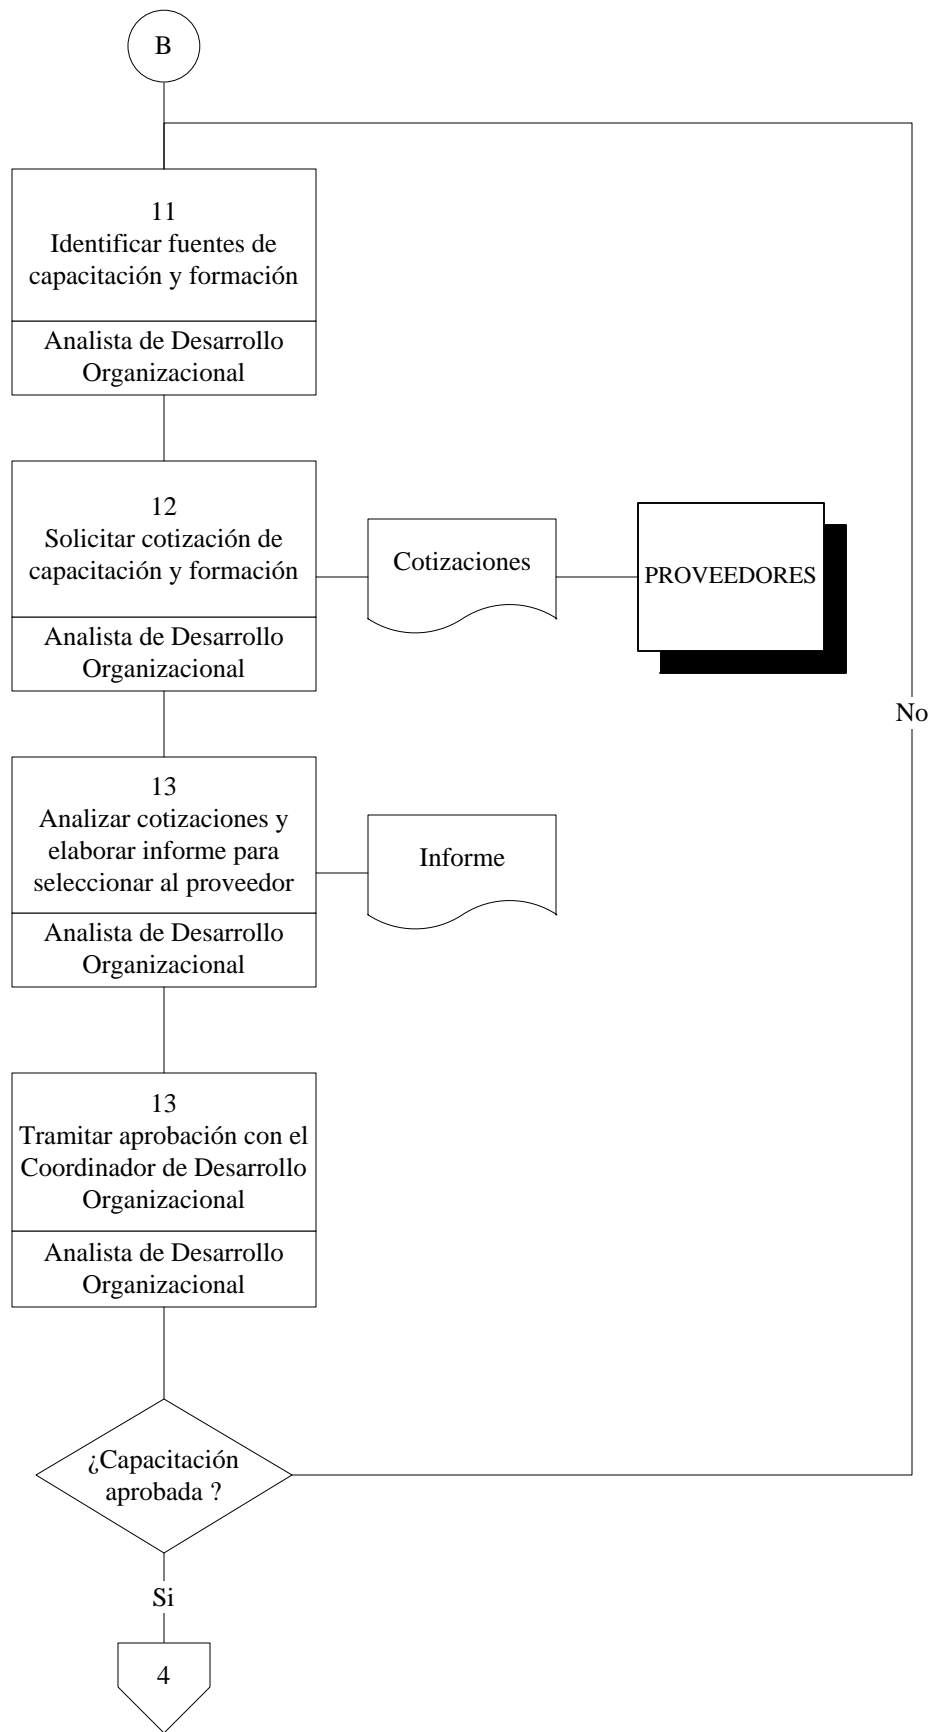 B
11
Identificar fuentes de
capacitación y formación
Analista de Desarrollo
Organizacional
12
Solicitar cotización de
capacitación y formación
Analista de Desarrollo
Organizacional
Cotizaciones
PROVEEDORES
No
13
Analizar cotizaciones y
elaborar informe para
seleccionar al proveedor
Analista de Desarrollo
Organizacional
Informe
13
Tramitar aprobación con el
Coordinador de Desarrollo
Organizacional
Analista de Desarrollo
Organizacional
¿Capacitación
aprobada ?
Si
4